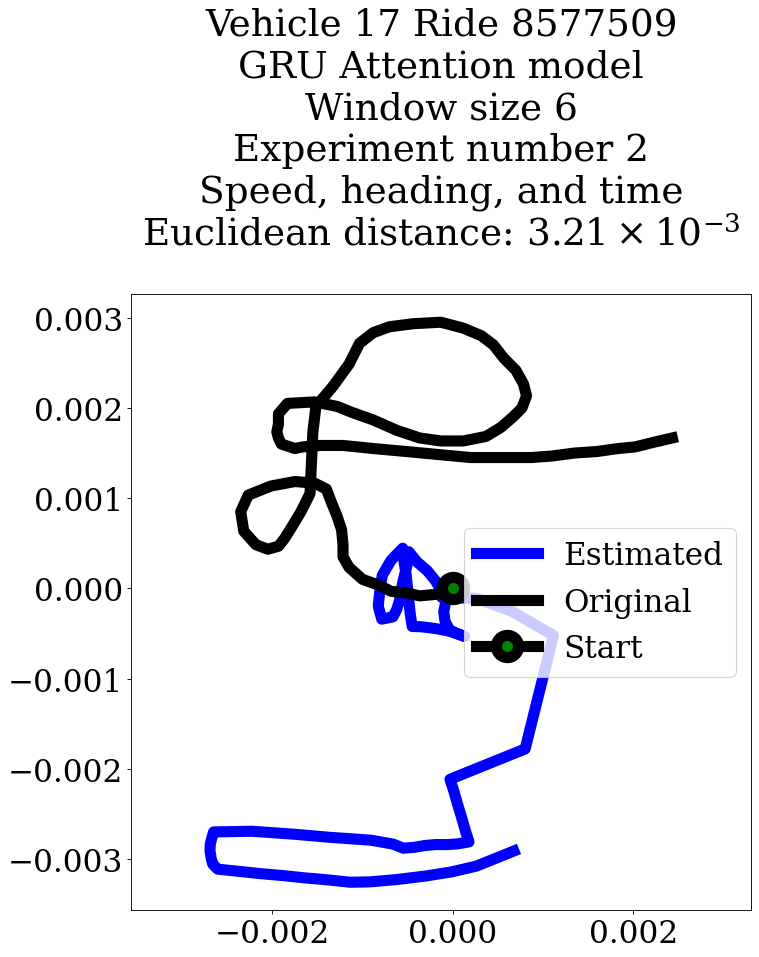 Vehicle 17 Ride 8577509
GRU Attention model
Window size 6
Experiment number 2
Speed, heading, and time
Euclidean distance: 3.21 × 10⁻³
0.003
0.002
0.001
0.000
−0.001
−0.002
−0.003
Estimated
Original
Start
−0.002
0.000
0.002